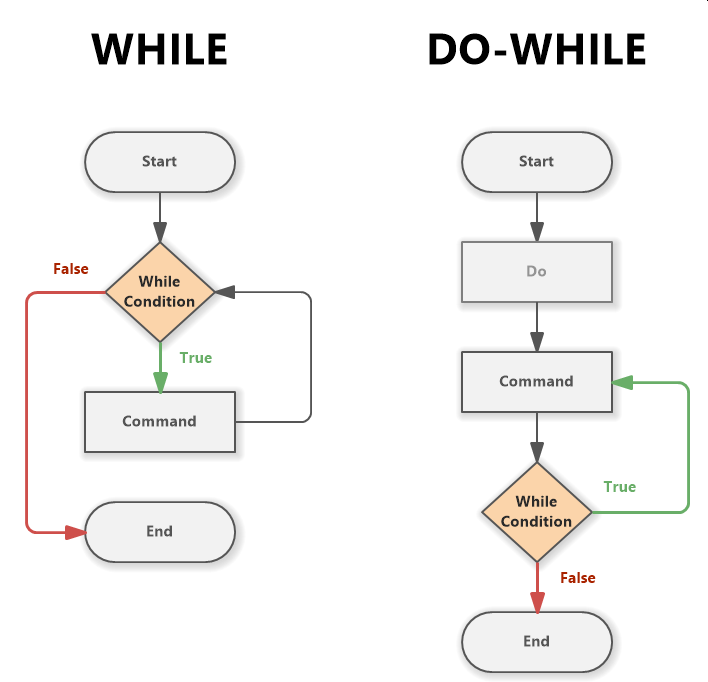 WHILE
Start
False
While
Condition
True
Command
End
DO-WHILE
Start
Do
Command
True
While
Condition
False
End